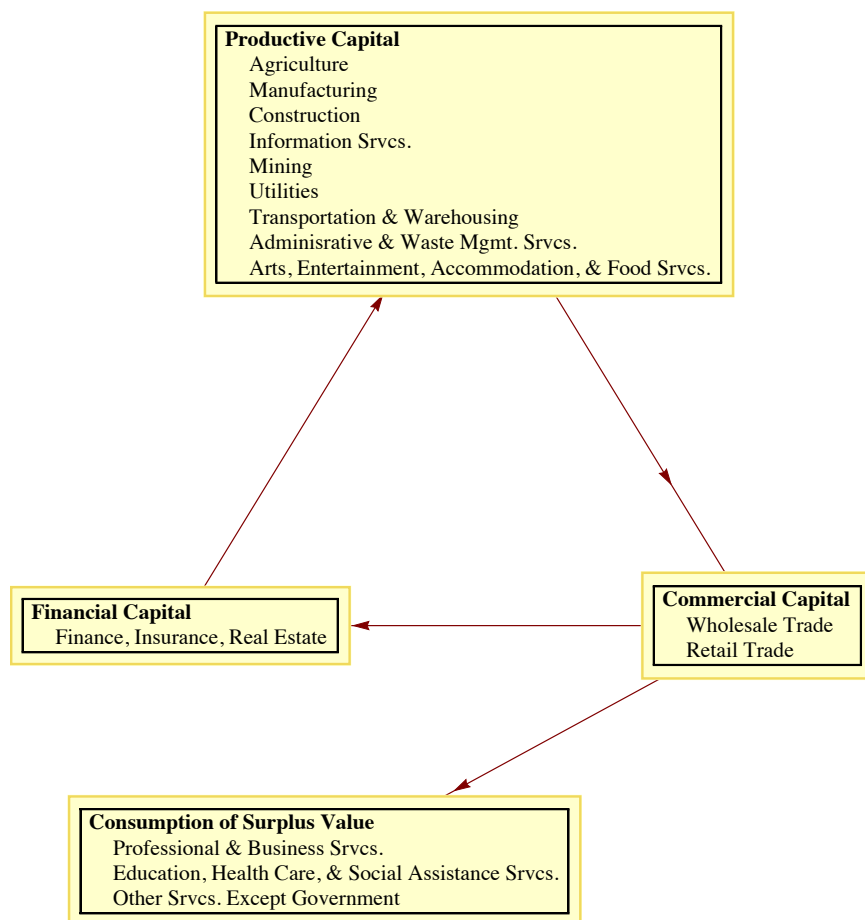 Productive Capital
Agriculture
Manufacturing
Construction
Information Srvcs.
Mining
Utilities
Transportation & Warehousing
Adminisrative & Waste Mgmt. Srvcs.
Arts, Entertainment, Accommodation, & Food Srvcs.
Financial Capital
Finance, Insurance, Real Estate
Commercial Capital
Wholesale Trade
Retail Trade
Consumption of Surplus Value
Professional & Business Srvcs.
Education, Health Care, & Social Assistance Srvcs.
Other Srvcs. Except Government